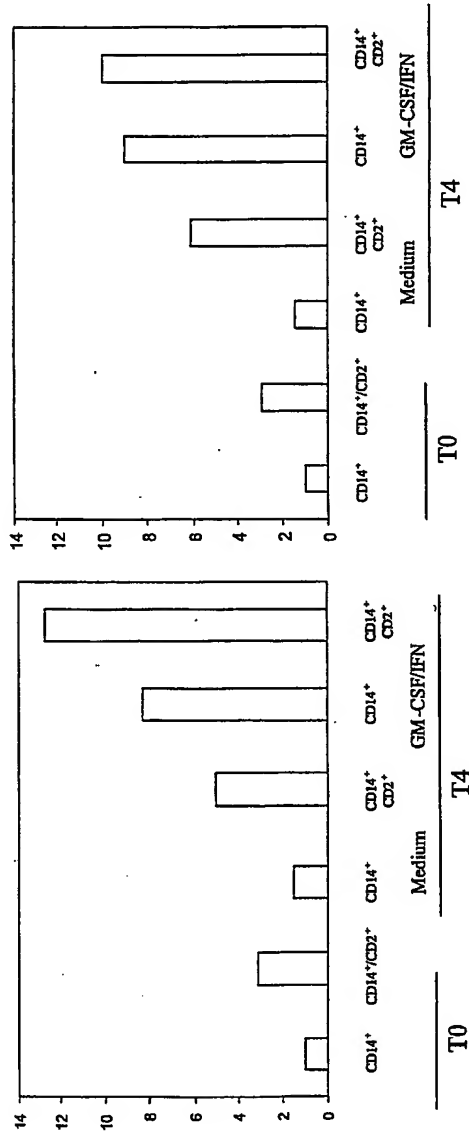 14
12
10
8
6
4
2
0
CD14⁺
CD14⁺/CD2⁺
CD14⁺
CD14⁺
CD2⁺
CD14⁺
CD14⁺
CD2⁺
Medium
GM-CSF/IFN
T0
T4
14
12
10
8
6
4
2
0
CD14⁺
CD14⁺/CD2⁺
CD14⁺
CD14⁺
CD2⁺
CD14⁺
CD14⁺
CD2⁺
Medium
GM-CSF/IFN
T0
T4